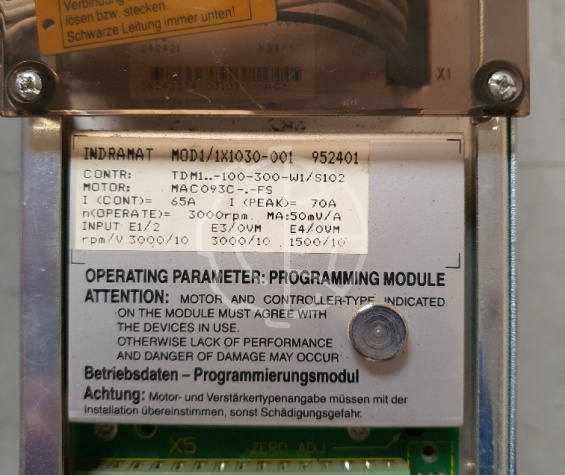 Verbindung
lösen bzw. stecken.
Schwarze Leitung immer unten!
X1
INDRAMAT MOD1/1X1030-001 952401
CONTR: TDM1..-100-300-W1/S102
MOTOR: MAC093C-.-FS
I (CONT)= 65A I (PEAK)= 70A
n(OPERATE)= 3000rpm. MA:50mV/A
INPUT E1/2 E3/0VM E4/0VM
rpm/V 3000/10 3000/10 1500/10
OPERATING PARAMETER: PROGRAMMING MODULE
ATTENTION: MOTOR AND CONTROLLER-TYPE INDICATED
ON THE MODULE MUST AGREE WITH
THE DEVICES IN USE.
OTHERWISE LACK OF PERFORMANCE
AND DANGER OF DAMAGE MAY OCCUR
Betriebsdaten – Programmierungsmodul
Achtung: Motor- und Verstärkertypenangabe müssen mit der
Installation übereinstimmen, sonst Schädigungsgefahr.
X5 ZERO ADJ